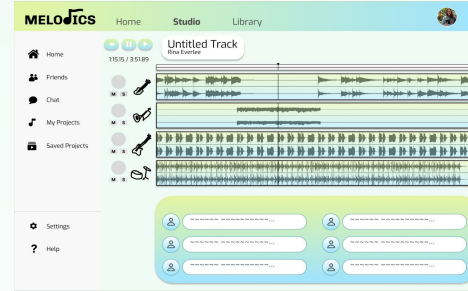 MELODICS Home Studio Library
Home
Friends
Chat
My Projects
Saved Projects
Settings
Help
1:15:15 / 3:51:89
Untitled Track
Rina Everlee
M S
M S
M S
M S
~~~~~~ ~~~~~~~~~~...
~~~~~~ ~~~~~~~~~~...
~~~~~~ ~~~~~~~~~~...
~~~~~~ ~~~~~~~~~~...
~~~~~~ ~~~~~~~~~~...
~~~~~~ ~~~~~~~~~~...